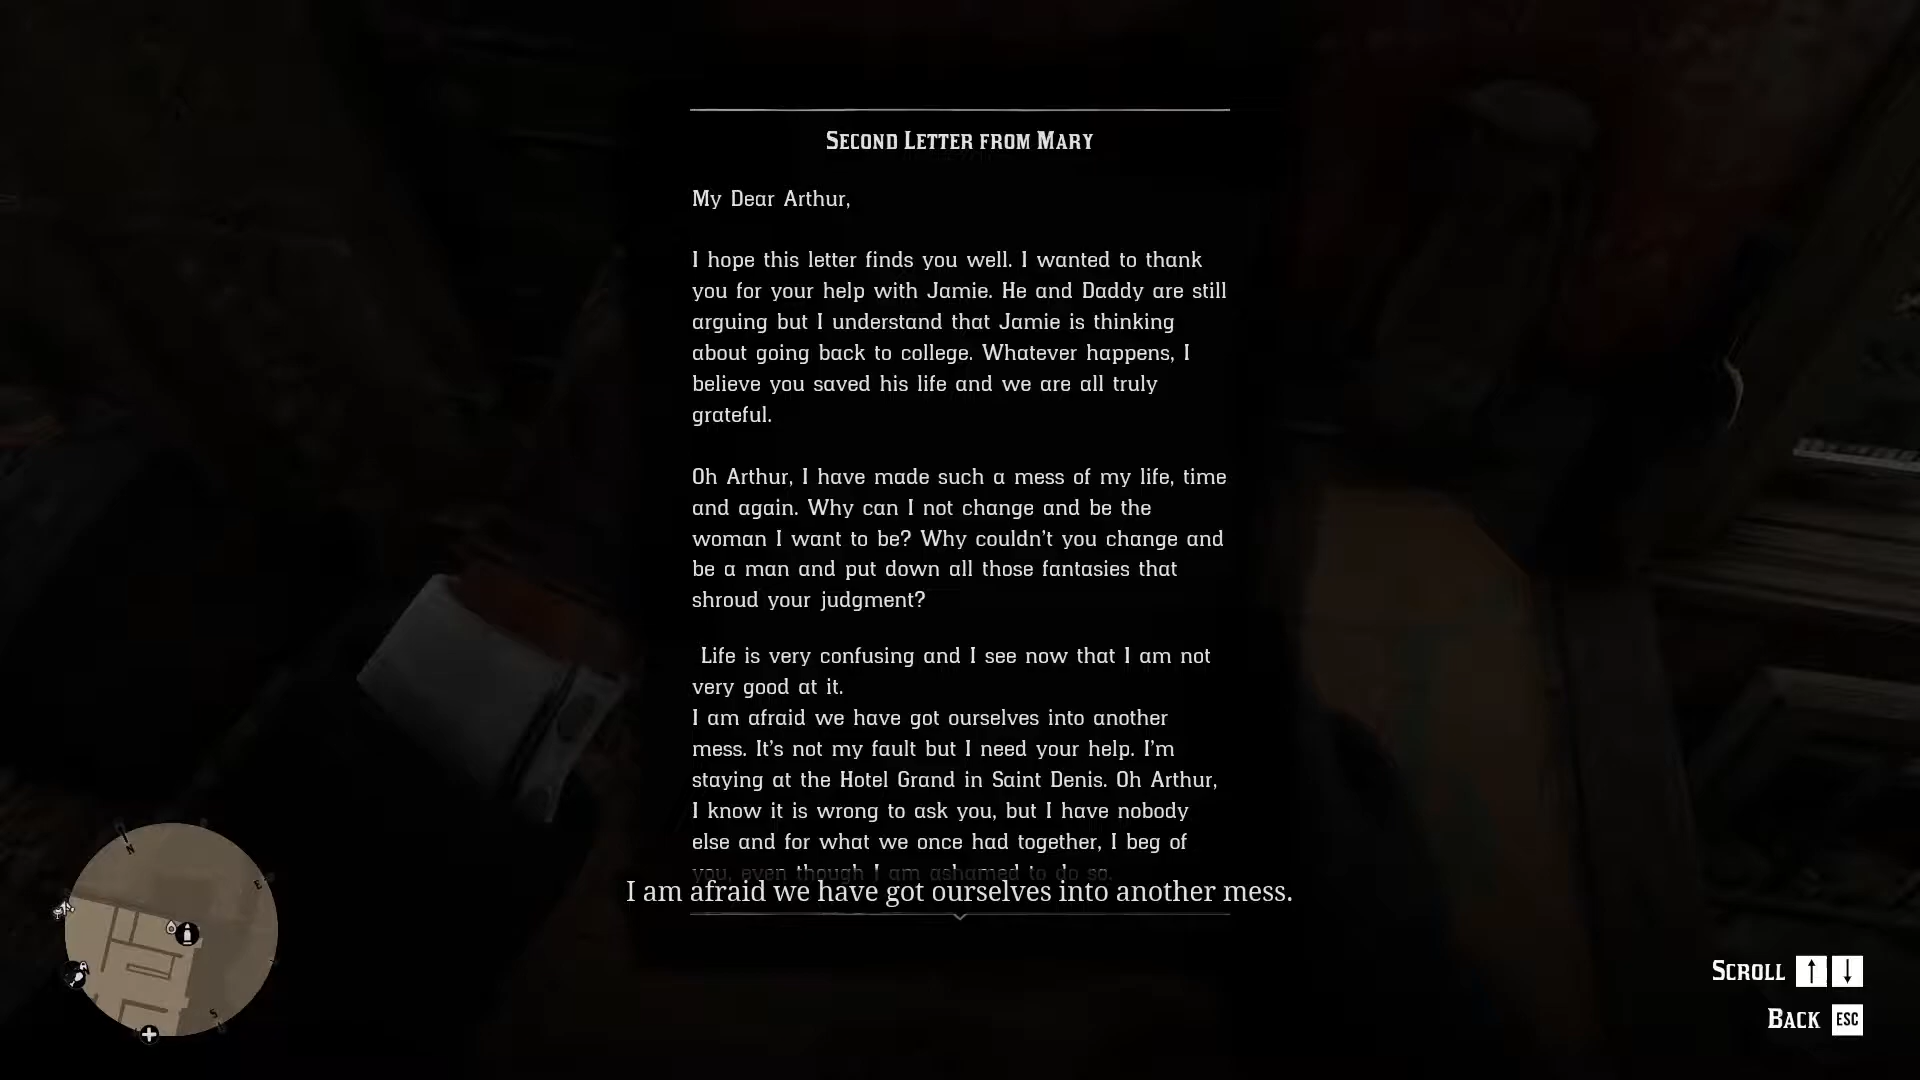 Second Letter from Mary
My Dear Arthur,
I hope this letter finds you well. I wanted to thank
you for your help with Jamie. He and Daddy are still
arguing but I understand that Jamie is thinking
about going back to college. Whatever happens, I
believe you saved his life and we are all truly
grateful.
Oh Arthur, I have made such a mess of my life, time
and again. Why can I not change and be the
woman I want to be? Why couldn't you change and
be a man and put down all those fantasies that
shroud your judgment?
Life is very confusing and I see now that I am not
very good at it.
I am afraid we have got ourselves into another
mess. It's not my fault but I need your help. I'm
staying at the Hotel Grand in Saint Denis. Oh Arthur,
I know it is wrong to ask you, but I have nobody
else and for what we once had together, I beg of
you, even though I am ashamed to do so.
I am afraid we have got ourselves into another mess.
N
E
S
Scroll ↑ ↓
Back ESC